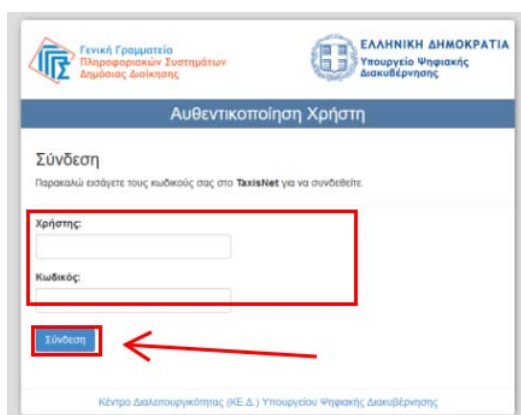 Γενική Γραμματεία
Πληροφοριακών Συστημάτων
Δημόσιας Διοίκησης
ΕΛΛΗΝΙΚΗ ΔΗΜΟΚΡΑΤΙΑ
Υπουργείο Ψηφιακής
Διακυβέρνησης
Αυθεντικοποίηση Χρήστη
Σύνδεση
Παρακαλώ εισάγετε τους κωδικούς σας στο TaxisNet για να συνδεθείτε.
Χρήστης:
Κωδικός:
Σύνδεση
Κέντρο Διαλειτουργικότητας (ΚΕ.Δ.) Υπουργείου Ψηφιακής Διακυβέρνησης